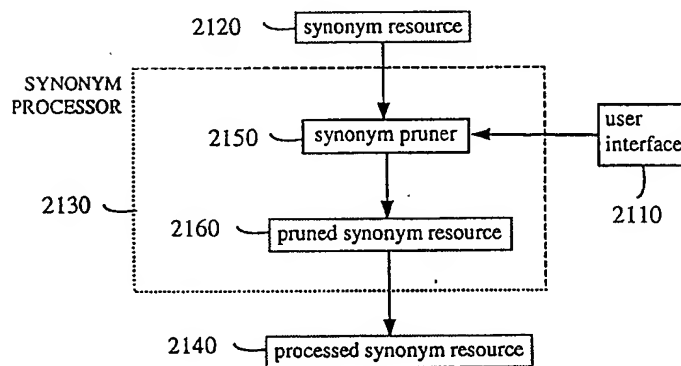 2120
synonym resource
SYNONYM
PROCESSOR
2150
synonym pruner
user
interface
2110
2130
2160
pruned synonym resource
2140
processed synonym resource